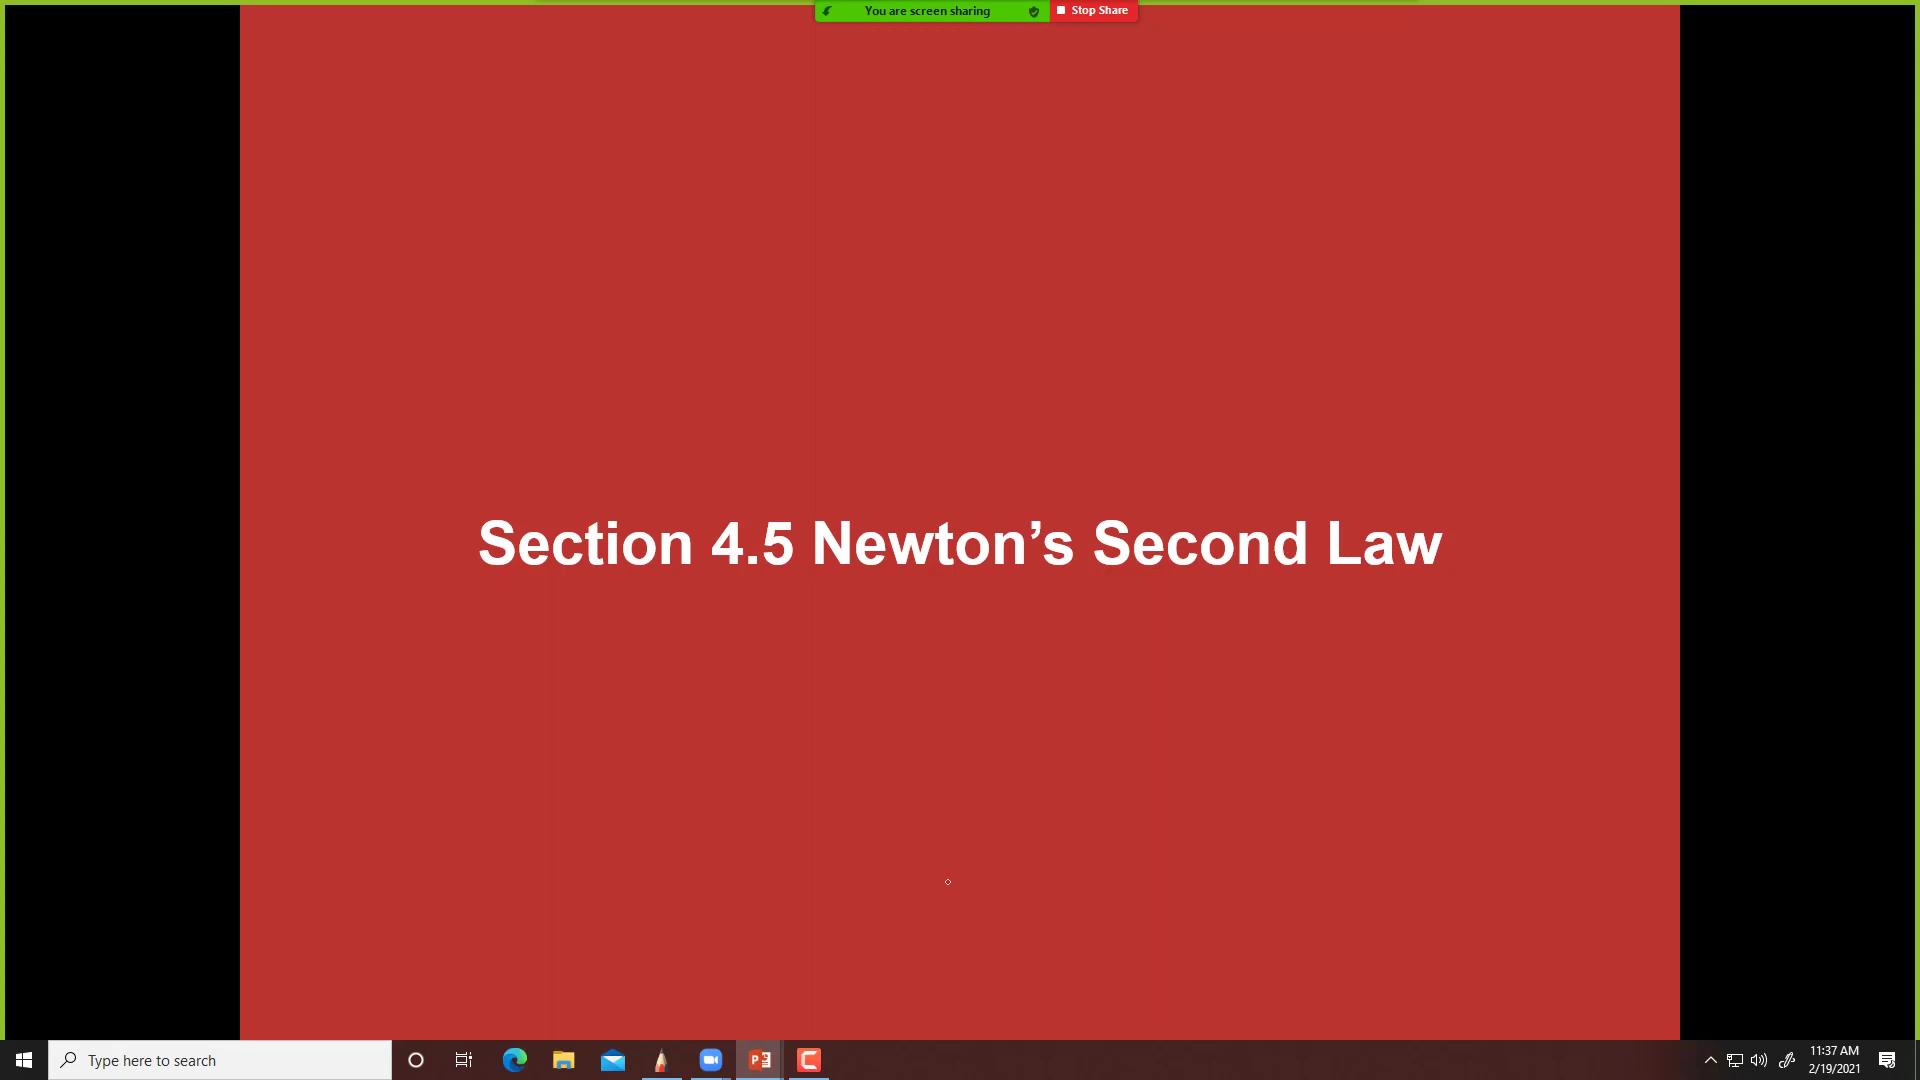 You are screen sharing
Stop Share
Section 4.5 Newton’s Second Law
Type here to search
11:37 AM
2/19/2021